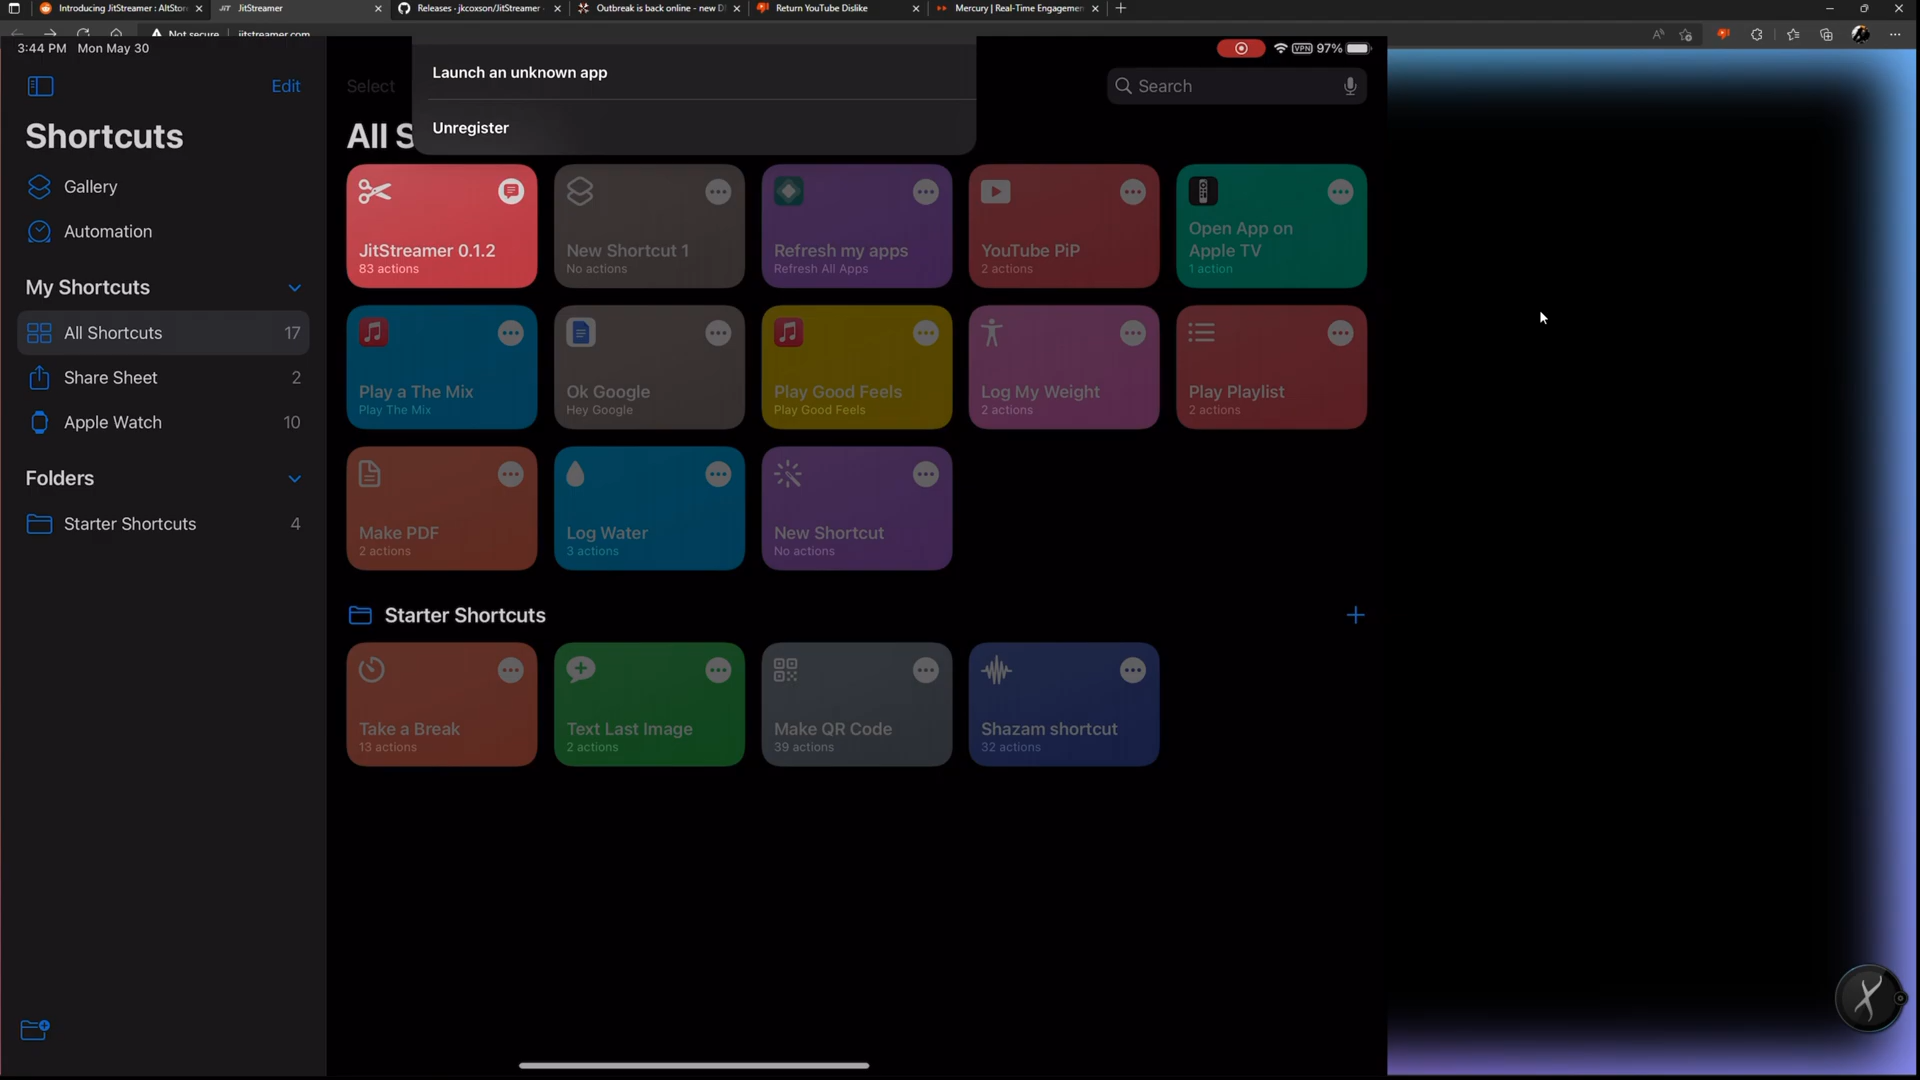 Introducing JitStreamer : AltStor
JIT JitStreamer
Releases · jkcoxson/JitStreamer
Outbreak is back online - new D
Return YouTube Dislike
Mercury | Real-Time Engagemen
Not secure
jitstreamer.com
3:44 PM Mon May 30
VPN 97%
Launch an unknown app
Unregister
Edit
Select
Search
Shortcuts
All S
Gallery
Automation
My Shortcuts
All Shortcuts 17
Share Sheet 2
Apple Watch 10
Folders
Starter Shortcuts 4
JitStreamer 0.1.2
83 actions
New Shortcut 1
No actions
Refresh my apps
Refresh All Apps
YouTube PiP
2 actions
Open App on
Apple TV
1 action
Play a The Mix
Play The Mix
Ok Google
Hey Google
Play Good Feels
Play Good Feels
Log My Weight
2 actions
Play Playlist
2 actions
Make PDF
2 actions
Log Water
3 actions
New Shortcut
No actions
Starter Shortcuts
Take a Break
13 actions
Text Last Image
2 actions
Make QR Code
39 actions
Shazam shortcut
32 actions